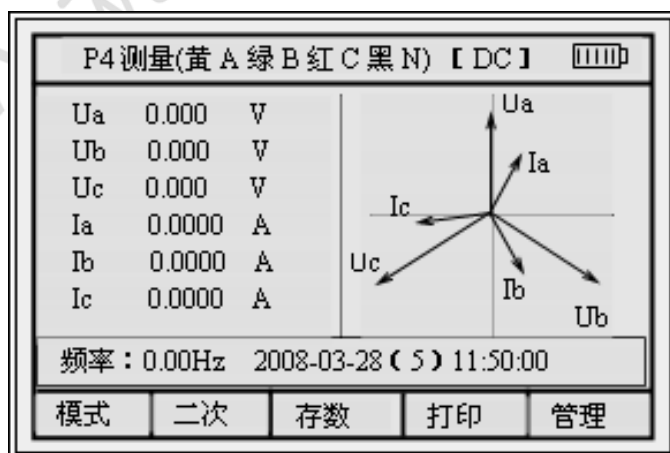 P4测量(黄A绿B红C黑N)【DC】
Ua 0.000 V
Ub 0.000 V
Uc 0.000 V
Ia 0.0000 A
Ib 0.0000 A
Ic 0.0000 A
Ua
Ia
Ic
Uc
Ib
Ub
频率：0.00Hz 2008-03-28(5)11:50:00
模式 二次 存数 打印 管理